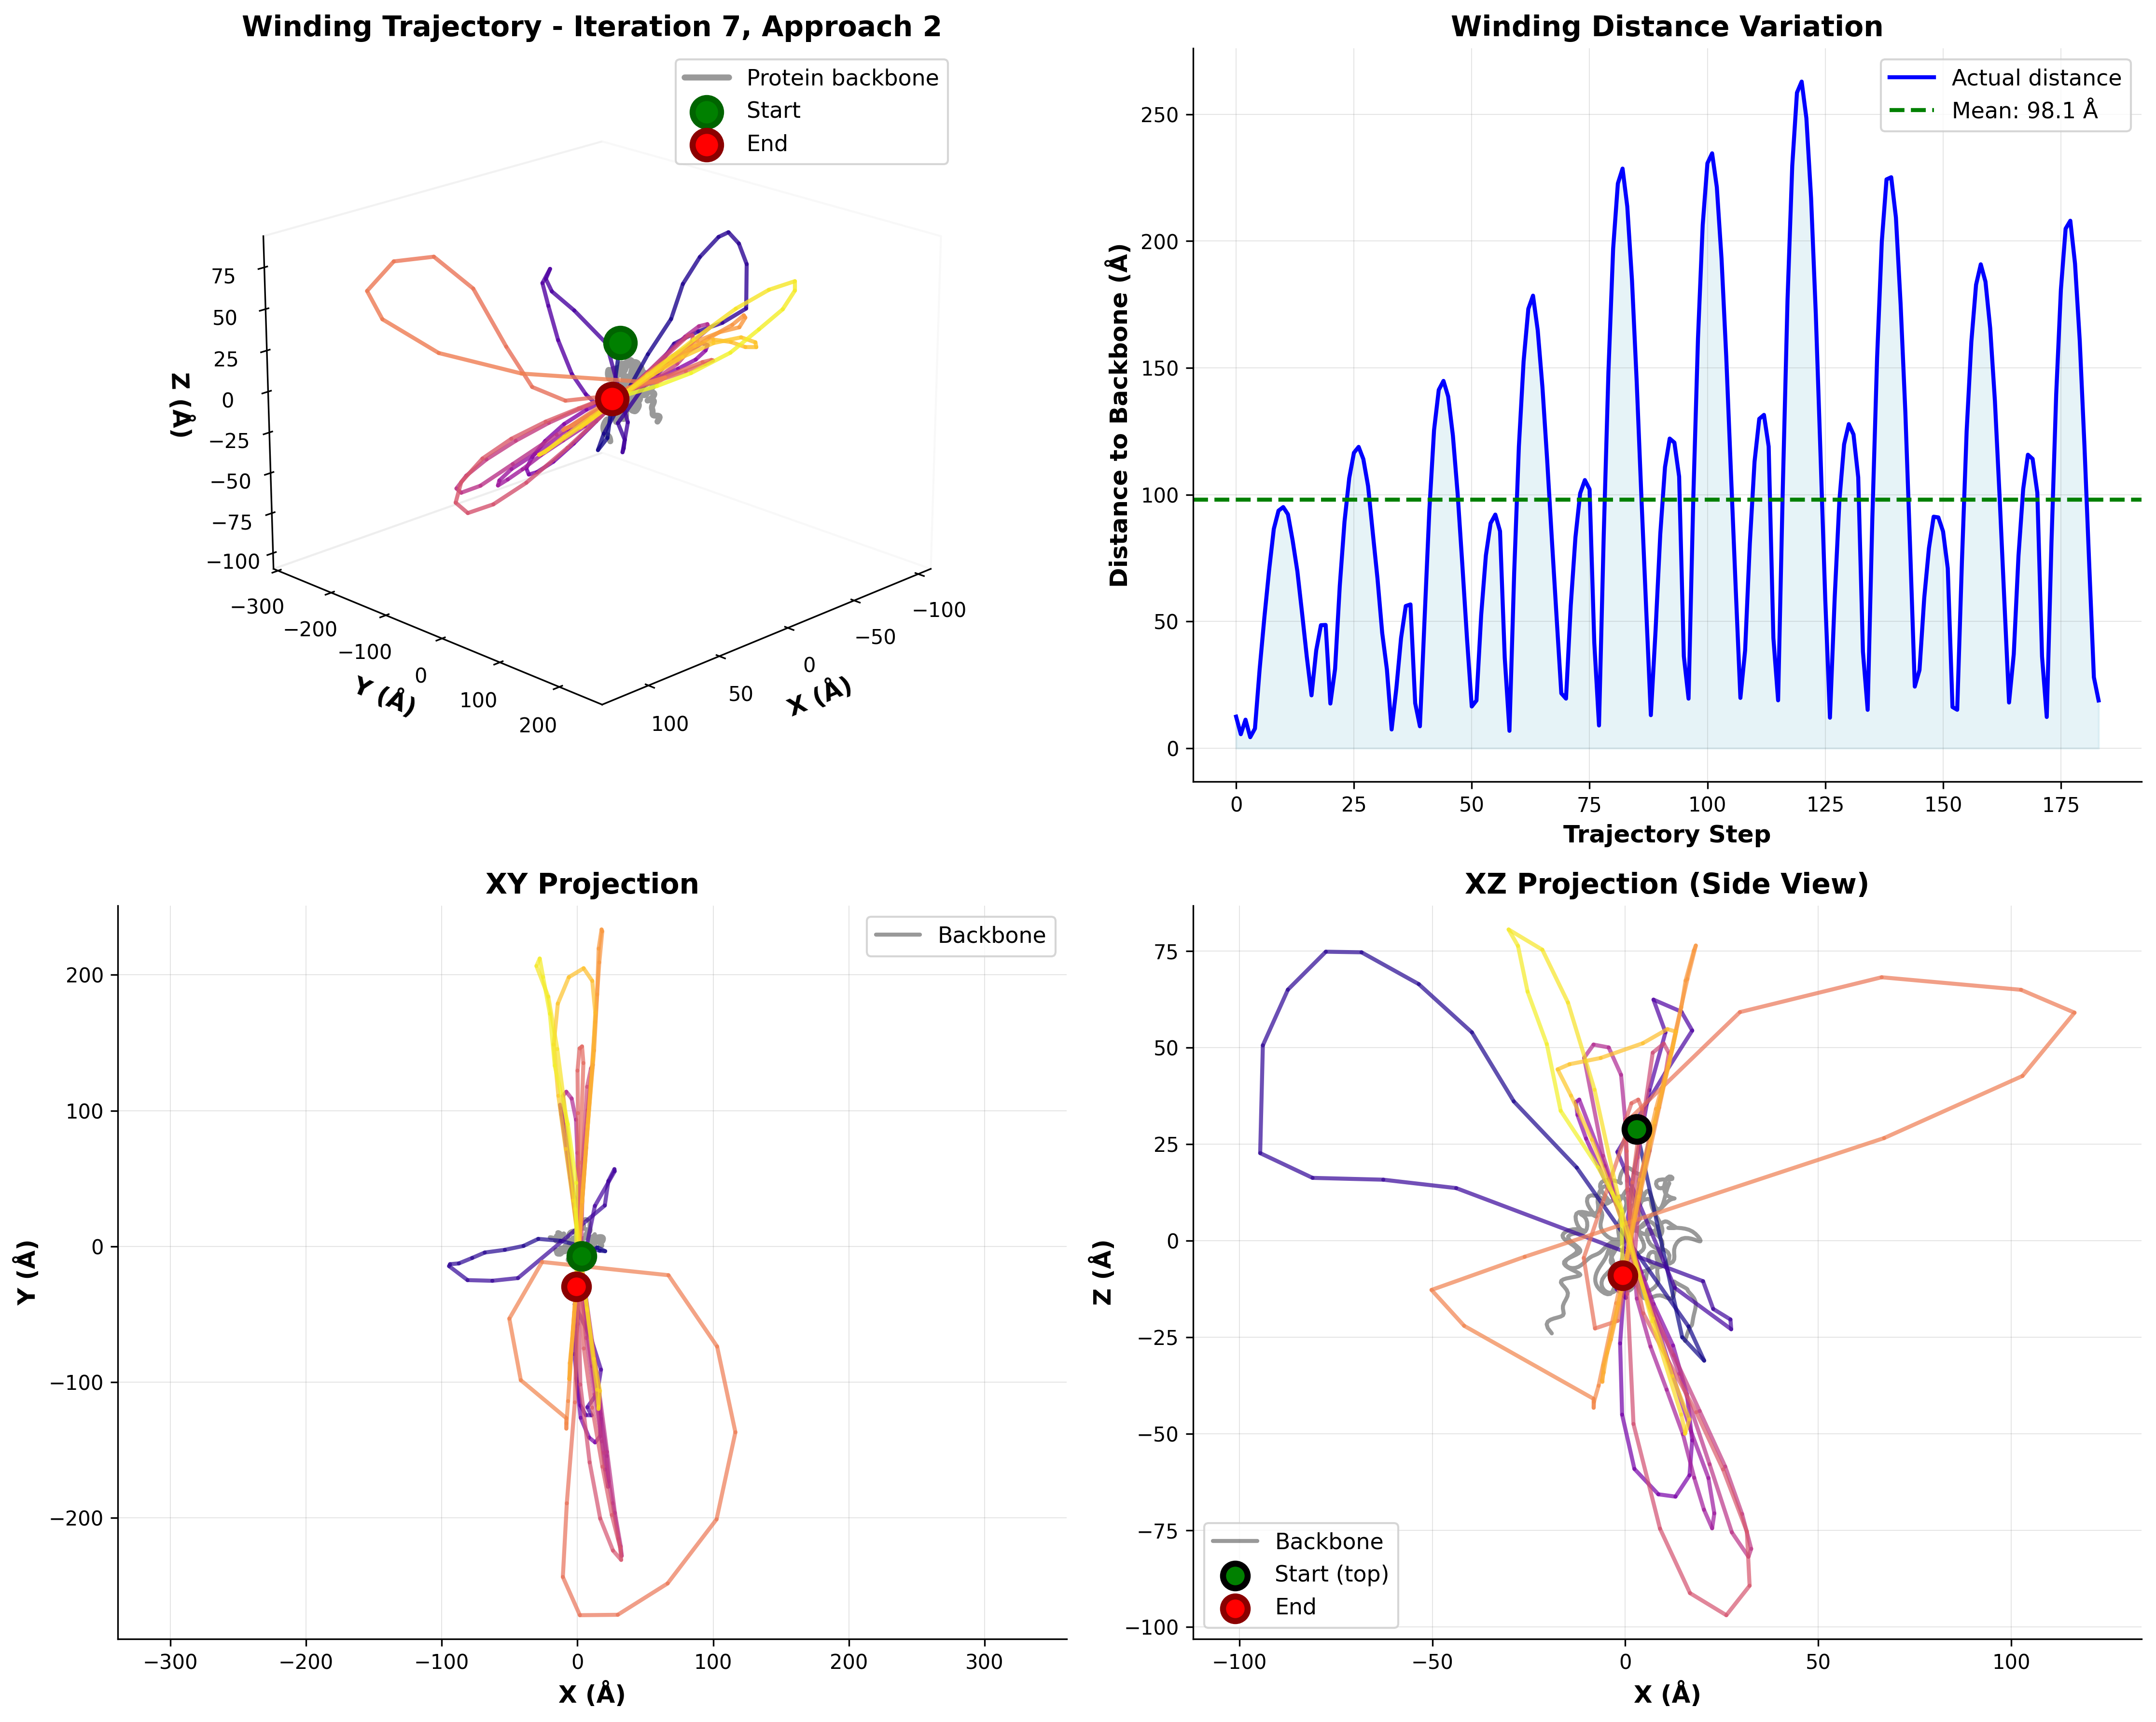 Winding Trajectory - Iteration 7, Approach 2
Protein backbone
Start
End
75
50
25
0
−25
−50
−75
−100
Z (Å)
−300
−200
−100
0
100
200
Y (Å)
100
50
0
−50
−100
X (Å)
Winding Distance Variation
Actual distance
Mean: 98.1 Å
250
200
150
100
50
0
Distance to Backbone (Å)
0 25 50 75 100 125 150 175
Trajectory Step
XY Projection
Backbone
200
100
0
−100
−200
Y (Å)
−300 −200 −100 0 100 200 300
X (Å)
XZ Projection (Side View)
75
50
25
0
−25
−50
−75
−100
Z (Å)
Backbone
Start (top)
End
−100 −50 0 50 100
X (Å)